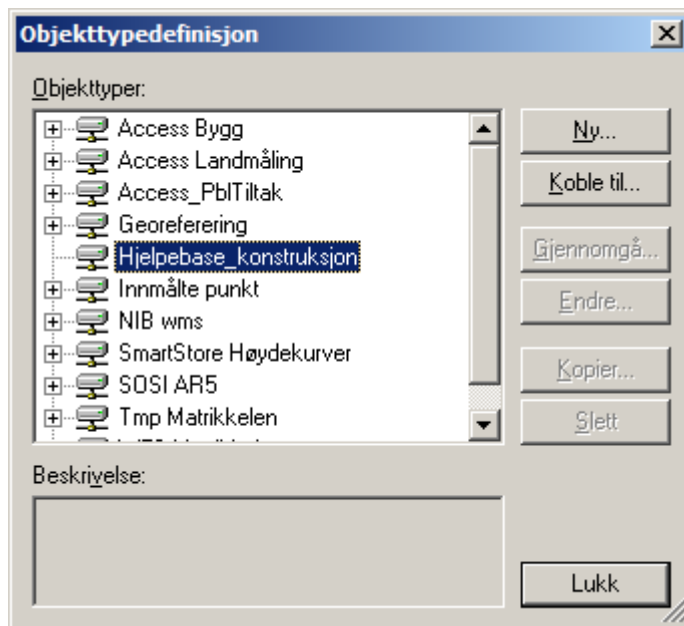 Objekttypedefinisjon
Objekttyper:
Access Bygg
Access Landmåling
Access_PblTiltak
Georeferering
Hjelpebase_konstruksjon
Innmålte punkt
NIB wms
SmartStore Høydekurver
SOSI AR5
Tmp Matrikkelen
Ny...
Koble til...
Gjennomgå...
Endre...
Kopier...
Slett
Beskrivelse:
Lukk